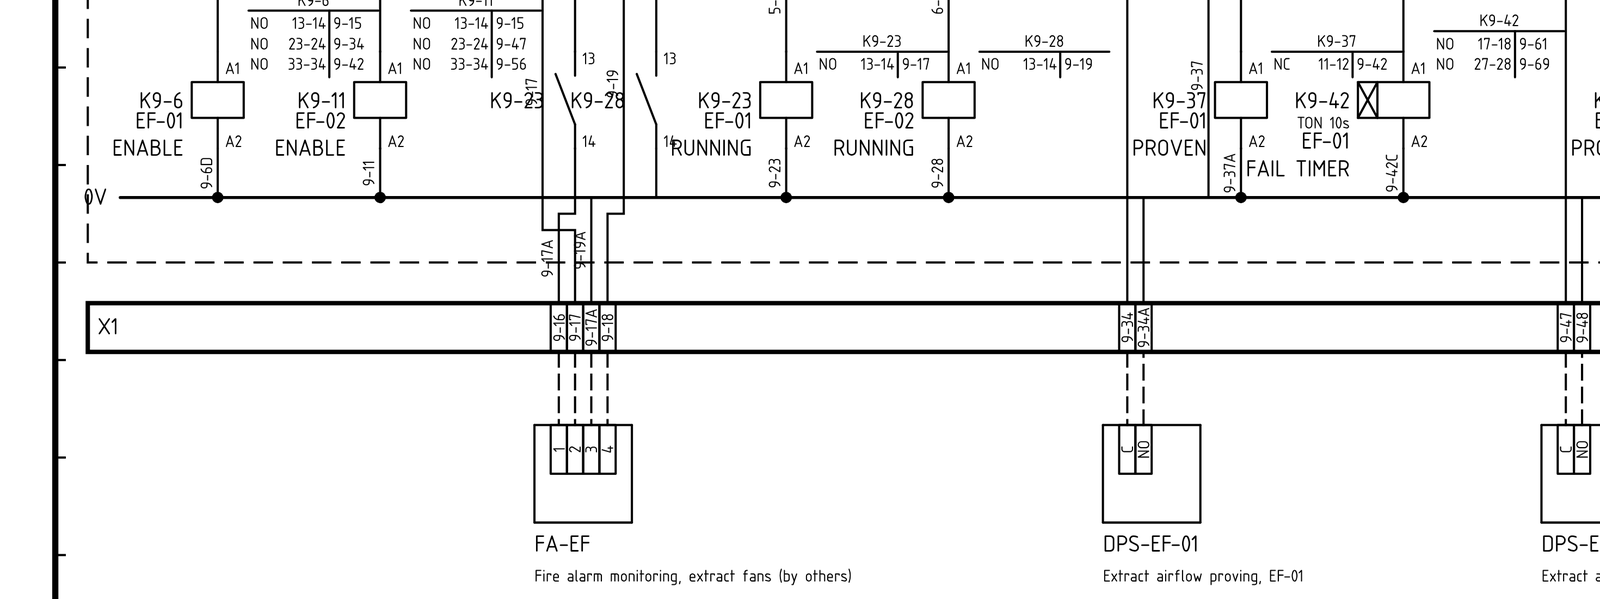 K9-6
NO 13-14 9-15
NO 23-24 9-34
NO 33-34 9-42
K9-11
NO 13-14 9-15
NO 23-24 9-47
NO 33-34 9-56
K9-23
NO 13-14 9-17
K9-28
NO 13-14 9-19
K9-37
NC 11-12 9-42
K9-42
NO 17-18 9-61
NO 27-28 9-69
5-
6-
A1
K9-6
EF-01
ENABLE
A2
9-6D
A1
K9-11
EF-02
ENABLE
A2
9-11
9-17
13
K9-23
14
9-19
13
K9-28
14
A1
K9-23
EF-01
RUNNING
A2
9-23
A1
K9-28
EF-02
RUNNING
A2
9-28
9-37
A1
K9-37
EF-01
PROVEN
A2
9-37A
A1
K9-42
TON 10s
EF-01
FAIL TIMER
A2
9-42C
PRO
0V
9-17A
9-19A
X1
9-16
9-17
9-17A
9-18
9-34
9-34A
9-47
9-48
1
2
3
4
C
NO
C
NO
FA-EF
Fire alarm monitoring, extract fans (by others)
DPS-EF-01
Extract airflow proving, EF-01
DPS-E
Extract a